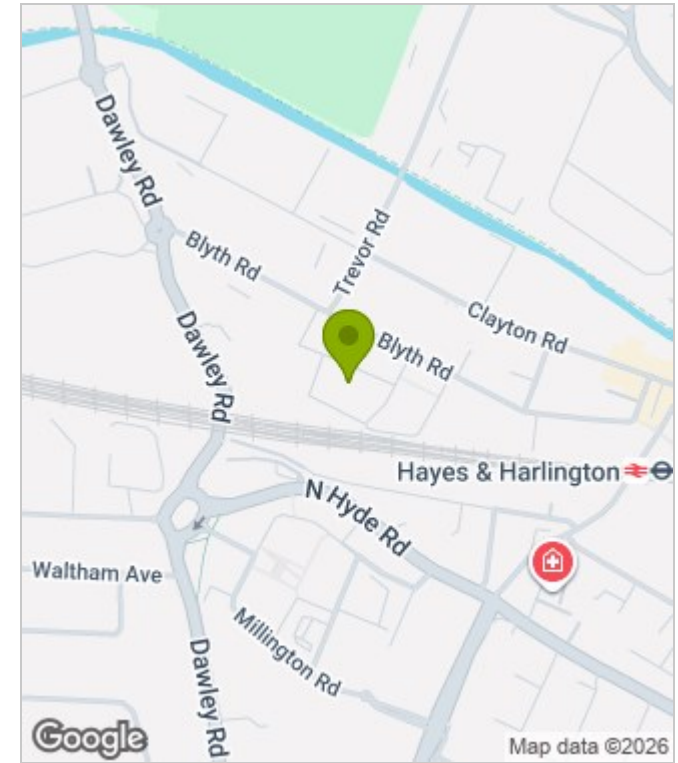 Dawley Rd
Blyth Rd
Trevor Rd
Clayton Rd
Blyth Rd
Dawley Rd
Hayes & Harlington
N Hyde Rd
Waltham Ave
Millington Rd
Dawley Rd
Google
Map data ©2026